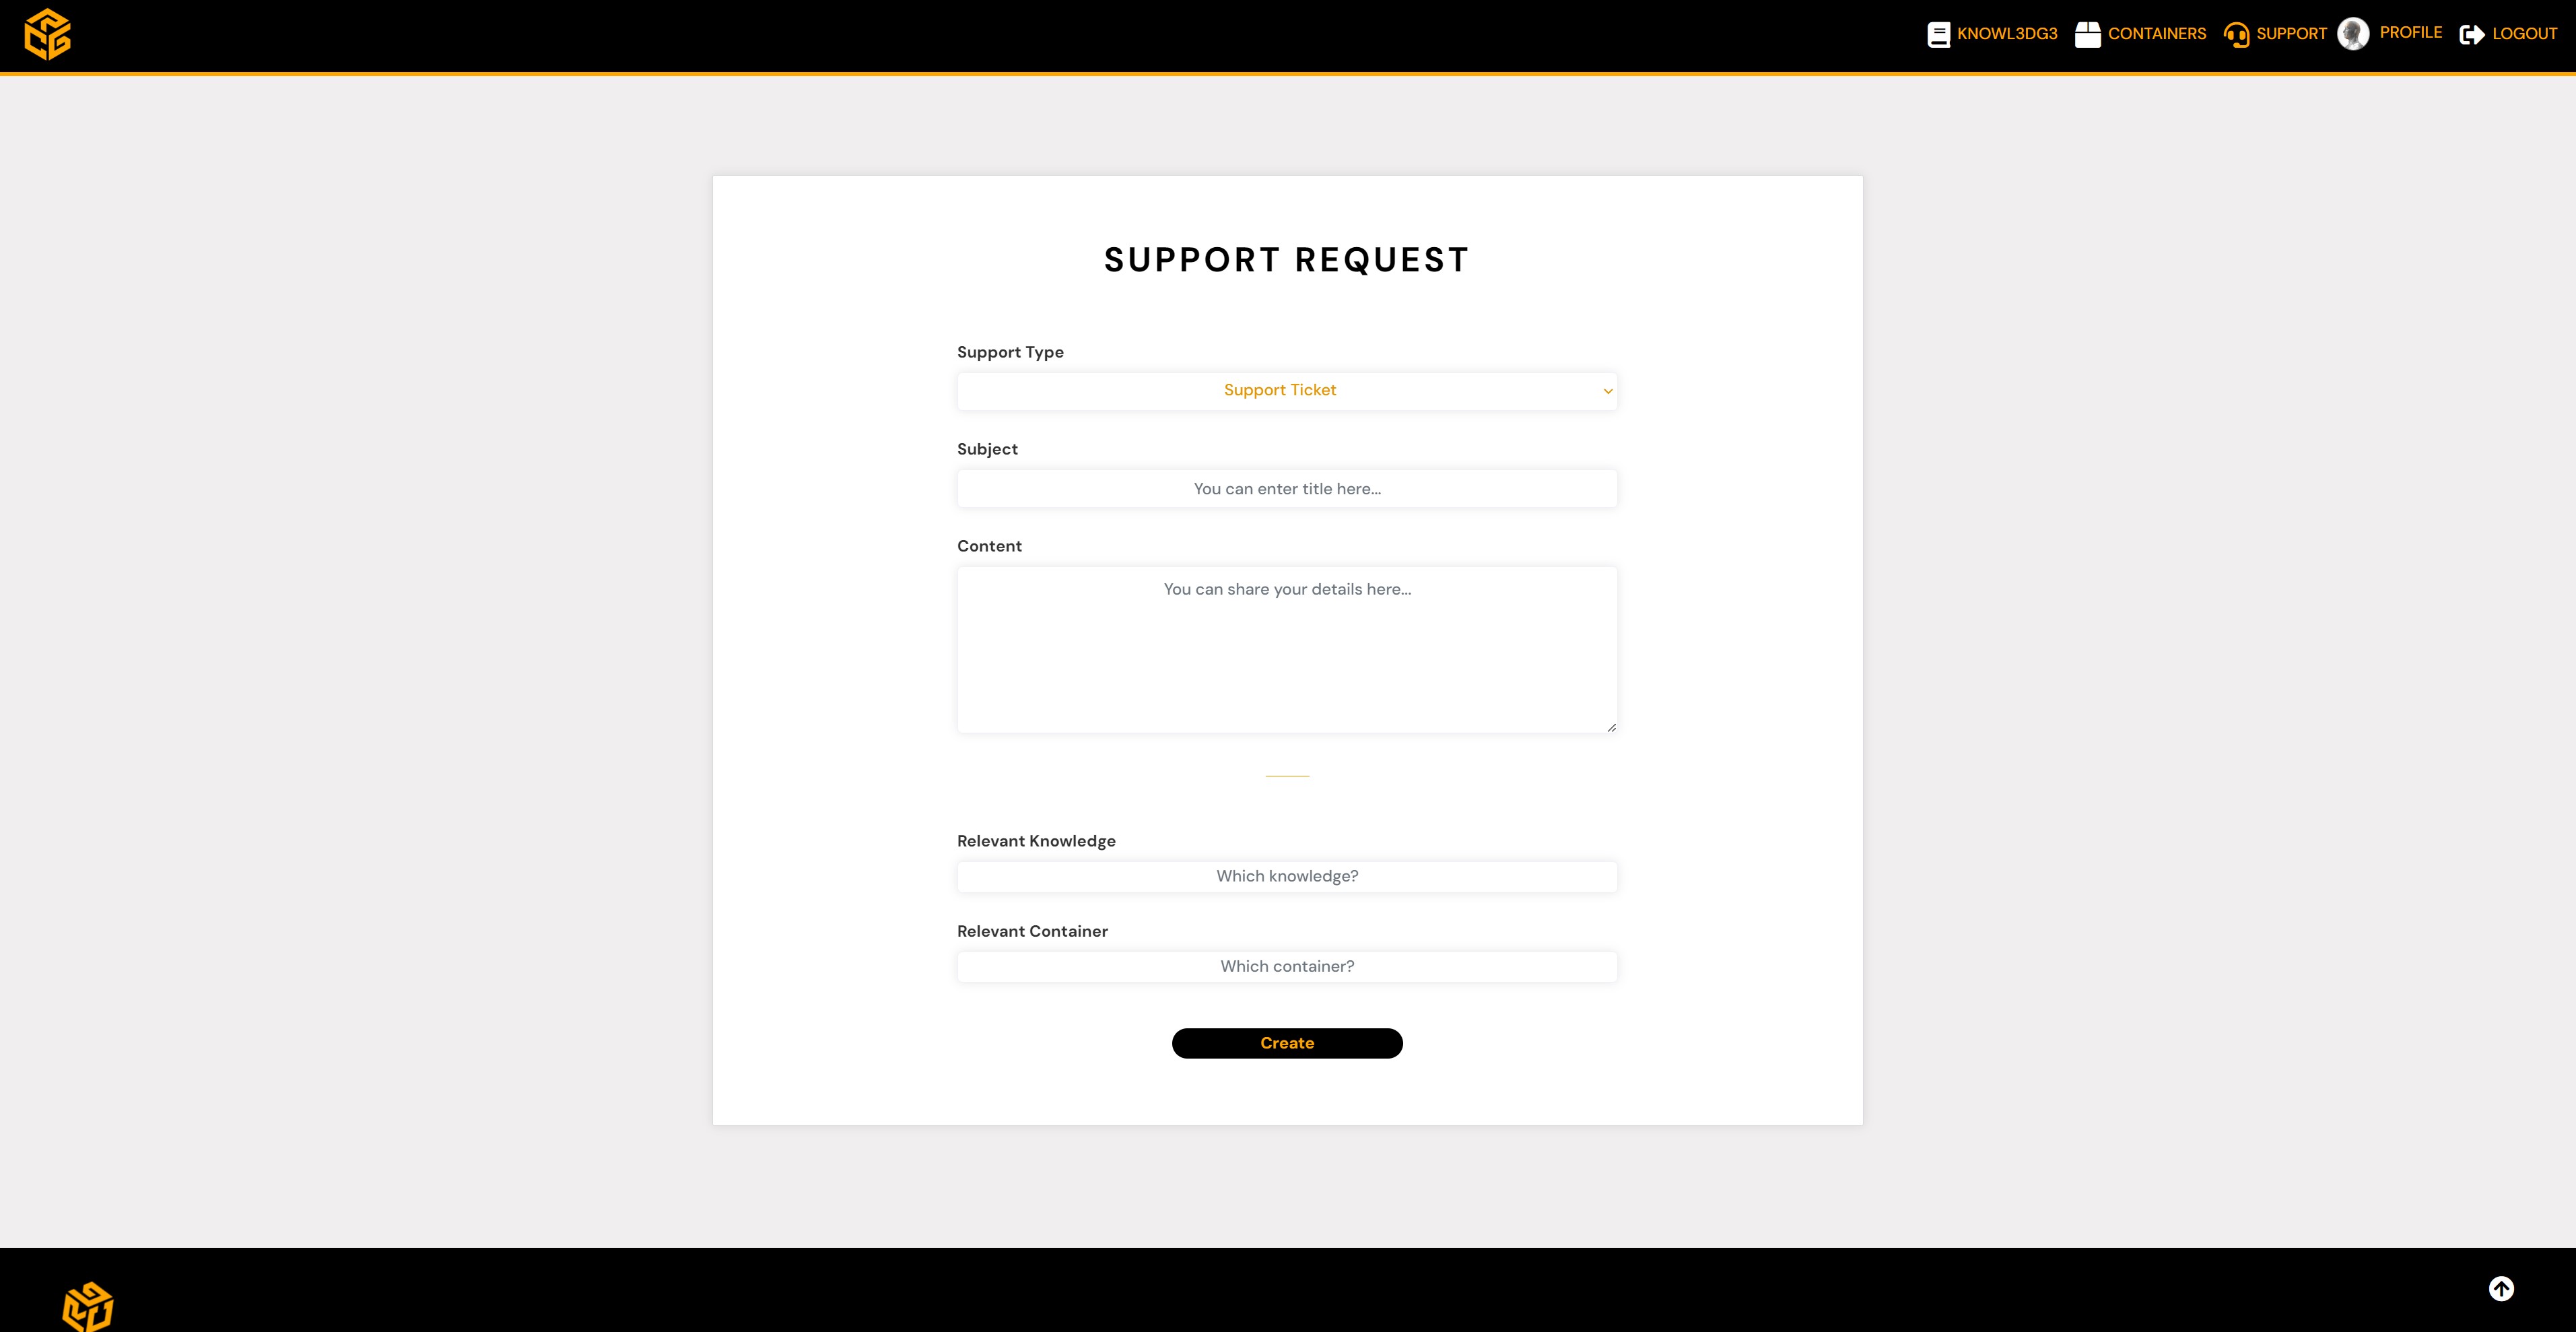 KNOWL3DG3 CONTAINERS SUPPORT PROFILE LOGOUT
SUPPORT REQUEST
Support Type
Support Ticket
Subject
You can enter title here...
Content
You can share your details here...
Relevant Knowledge
Which knowledge?
Relevant Container
Which container?
Create